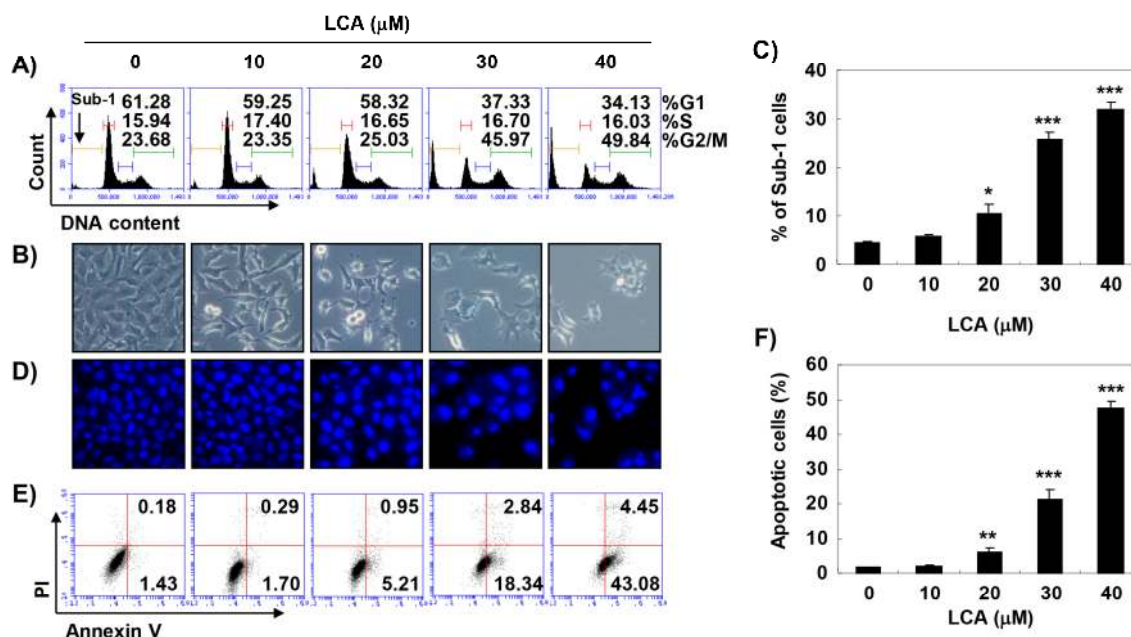 LCA (μM)
0 10 20 30 40
A)
Sub-1
61.28 59.25 58.32 37.33 34.13 %G1
15.94 17.40 16.65 16.70 16.03 %S
23.68 23.35 25.03 45.97 49.84 %G2/M
Count
DNA content
B)
D)
E)
0.18 0.29 0.95 2.84 4.45
1.43 1.70 5.21 18.34 43.08
PI
Annexin V
C)
% of Sub-1 cells
40
30
20
10
0
* *** ***
0 10 20 30 40
LCA (μM)
F)
Apoptotic cells (%)
60
50
40
30
20
10
0
** *** ***
0 10 20 30 40
LCA (μM)